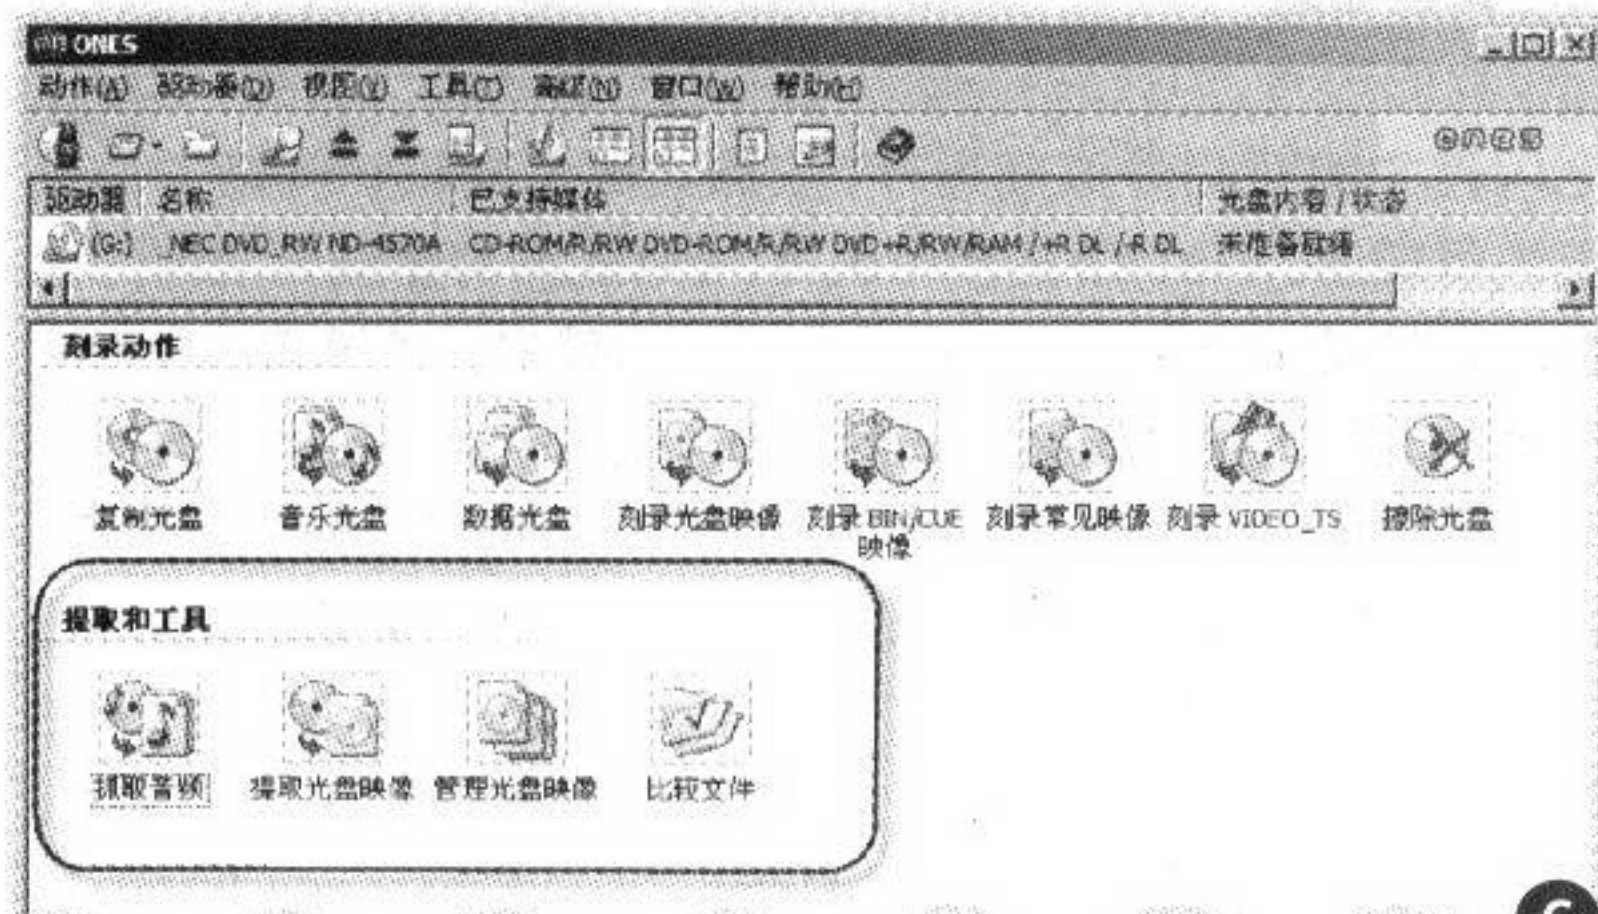 ONES
动作(A) 驱动器(D) 视图(V) 工具(T) 高级(N) 窗口(W) 帮助(H)
ones
驱动器 名称 已支持媒体 光盘内容 / 状态
(G:) _NEC DVD_RW ND-4570A CD-ROM/R/RW DVD-ROM/R/RW DVD+R/RW/RAM / +R DL / -R DL 未准备就绪
刻录动作
复制光盘 音乐光盘 数据光盘 刻录光盘映像 刻录 BIN/CUE 刻录常见映像 刻录 VIDEO_TS 擦除光盘
映像
提取和工具
抓取音频 提取光盘映像 管理光盘映像 比较文件